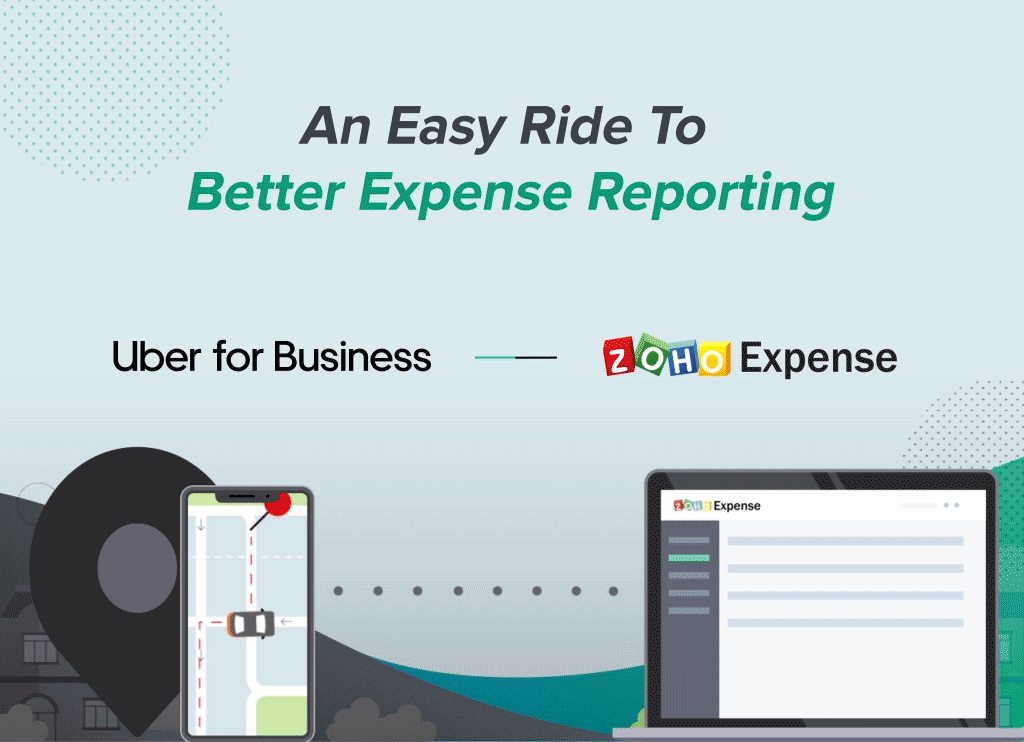 An Easy Ride To
Better Expense Reporting
Uber for Business
ZOHO Expense
ZOHO Expense